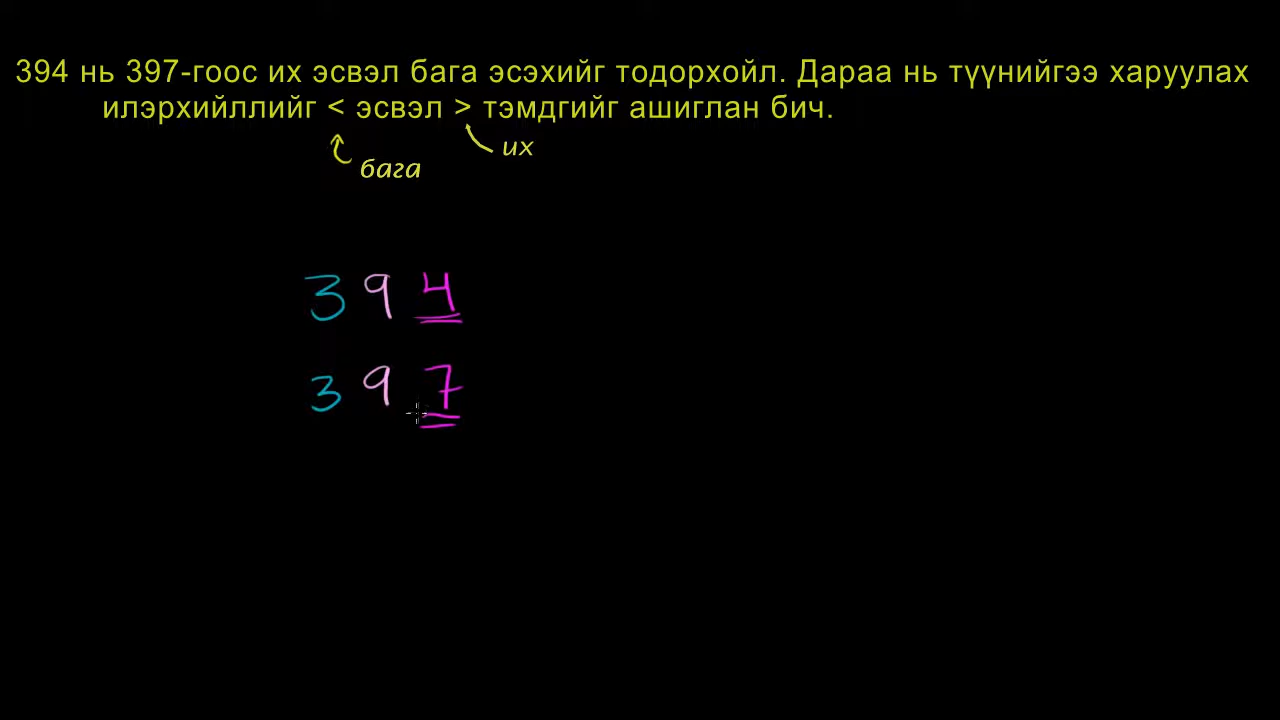 394 нь 397-гоос их эсвэл бага эсэхийг тодорхойл. Дараа нь түүнийгээ харуулах
илэрхийллийг < эсвэл > тэмдгийг ашиглан бич.
их
бага
394
397